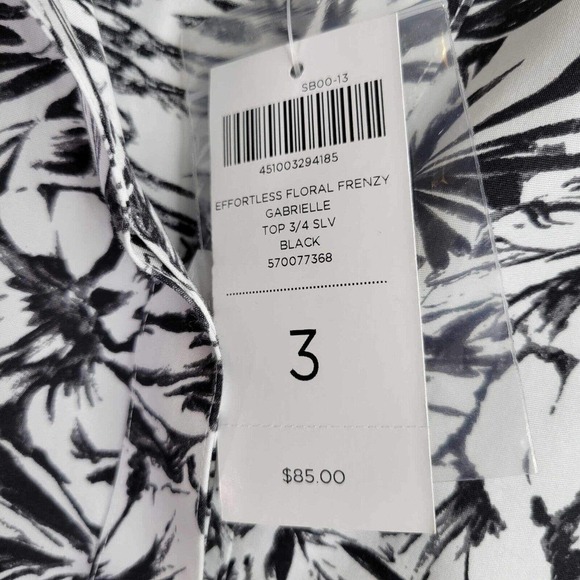 SB00-13
451003294185
EFFORTLESS FLORAL FRENZY
GABRIELLE
TOP 3/4 SLV
BLACK
570077368
3
$85.00